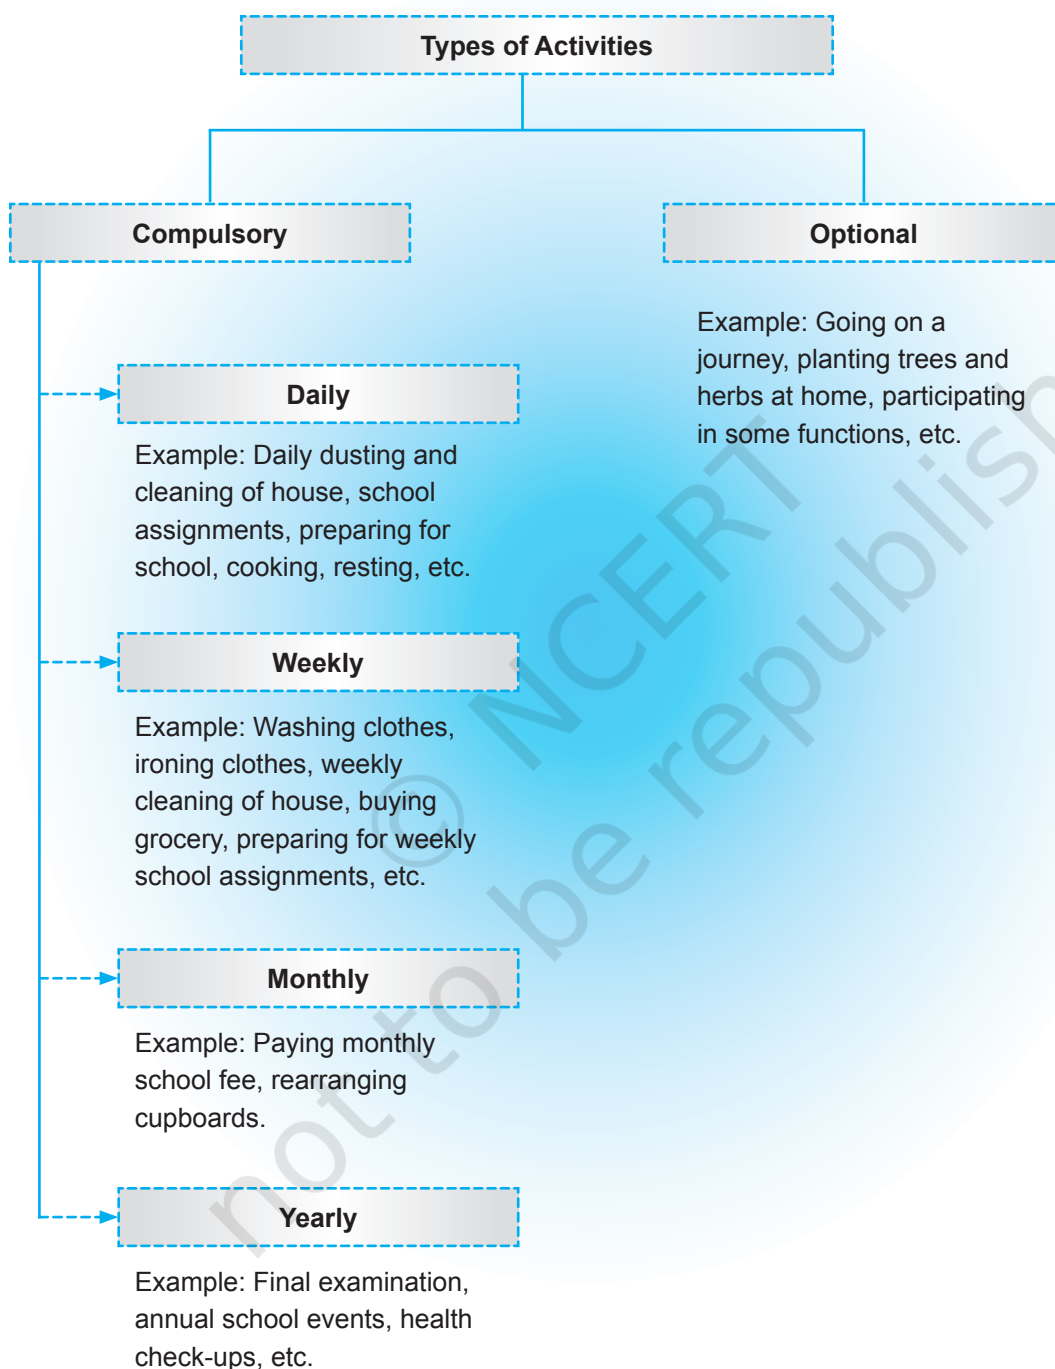 Types of Activities
Compulsory
Optional
Example: Going on a
journey, planting trees and
herbs at home, participating
in some functions, etc.
Daily
Example: Daily dusting and
cleaning of house, school
assignments, preparing for
school, cooking, resting, etc.
Weekly
Example: Washing clothes,
ironing clothes, weekly
cleaning of house, buying
grocery, preparing for weekly
school assignments, etc.
Monthly
Example: Paying monthly
school fee, rearranging
cupboards.
Yearly
Example: Final examination,
annual school events, health
check-ups, etc.
© NCERT
not to be republish